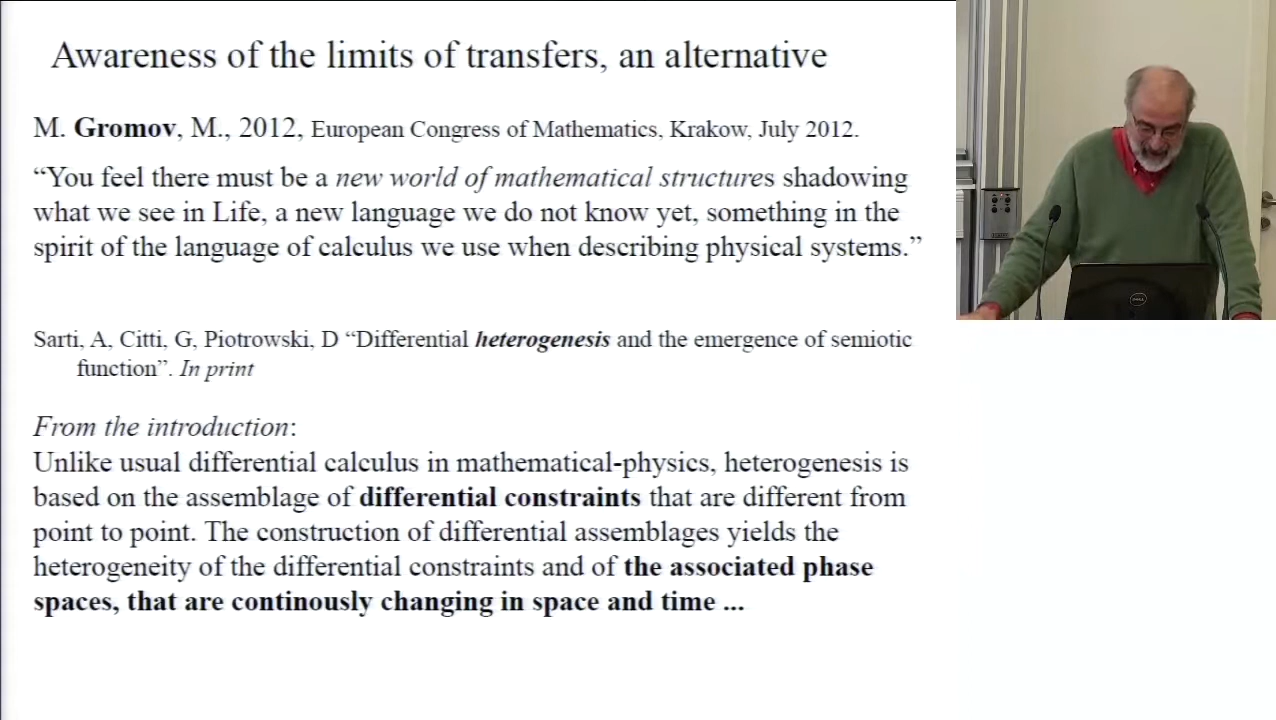 Awareness of the limits of transfers, an alternative
M. Gromov, M., 2012, European Congress of Mathematics, Krakow, July 2012.
“You feel there must be a new world of mathematical structures shadowing
what we see in Life, a new language we do not know yet, something in the
spirit of the language of calculus we use when describing physical systems.”
Sarti, A, Citti, G, Piotrowski, D “Differential heterogenesis and the emergence of semiotic
function”. In print
From the introduction:
Unlike usual differential calculus in mathematical-physics, heterogenesis is
based on the assemblage of differential constraints that are different from
point to point. The construction of differential assemblages yields the
heterogeneity of the differential constraints and of the associated phase
spaces, that are continously changing in space and time ...
DELL